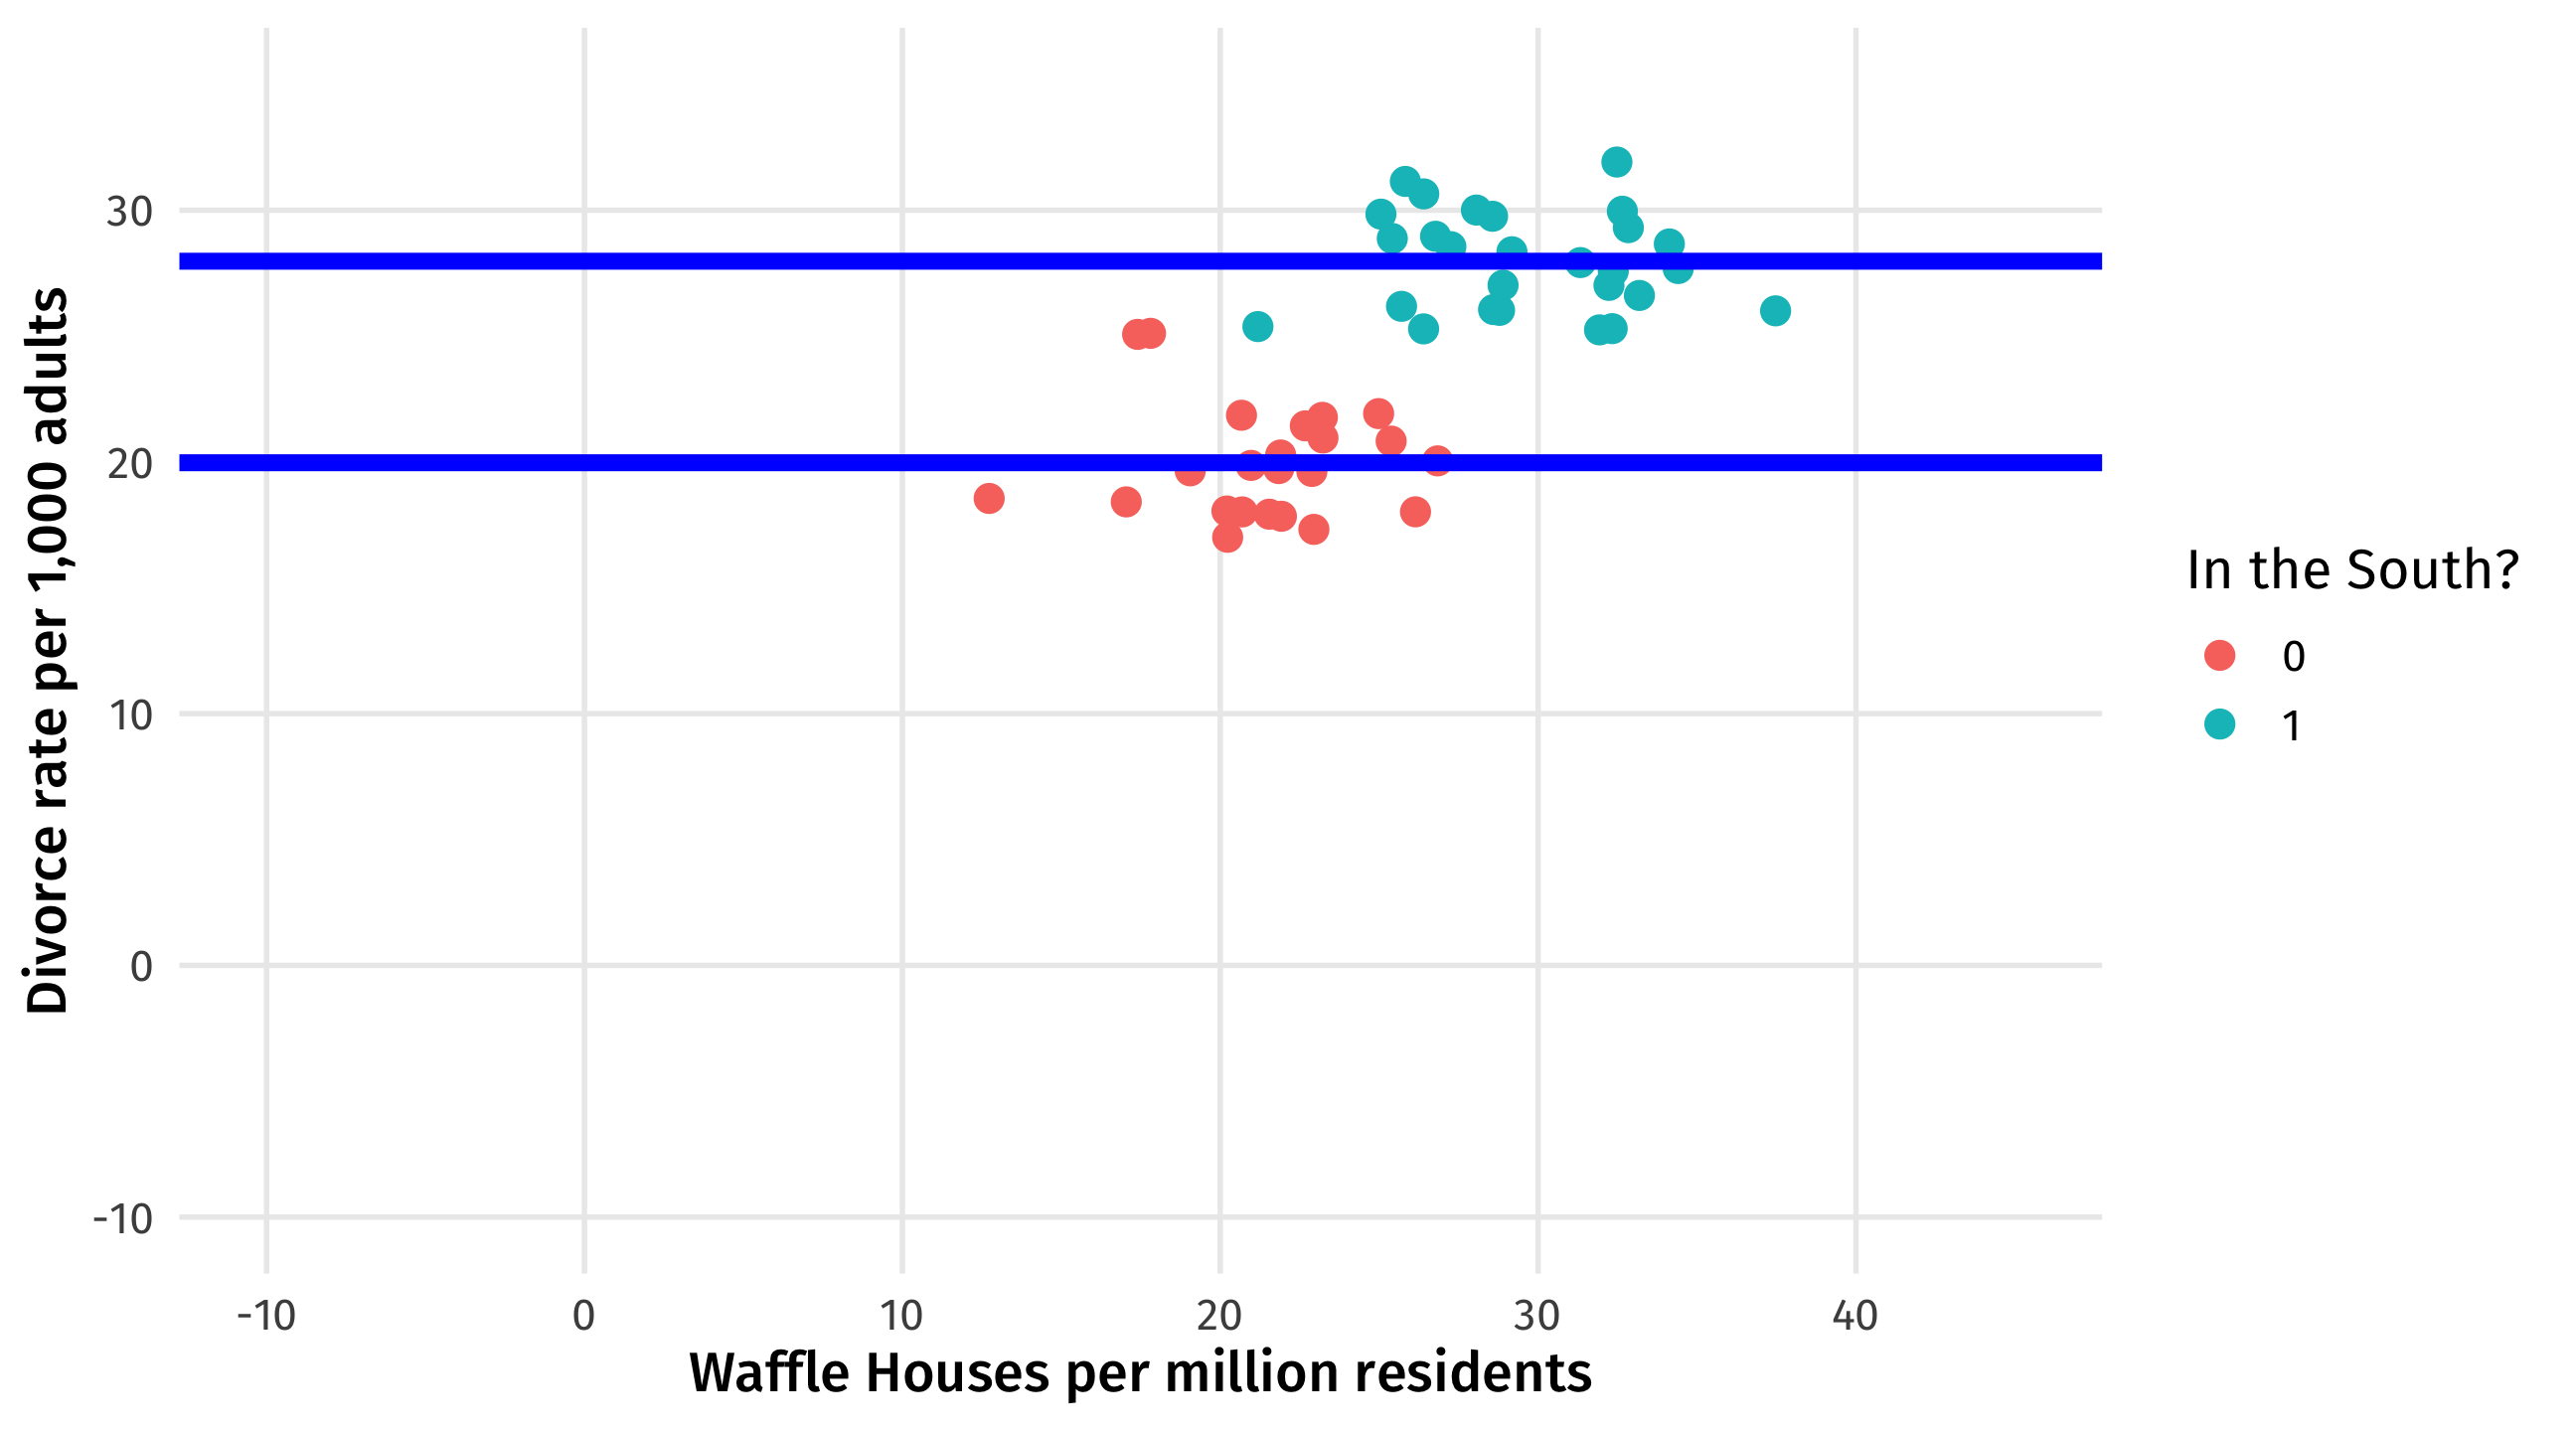 Divorce rate per 1,000 adults
30
20
10
0
-10
-10 0 10 20 30 40
Waffle Houses per million residents
In the South?
0
1